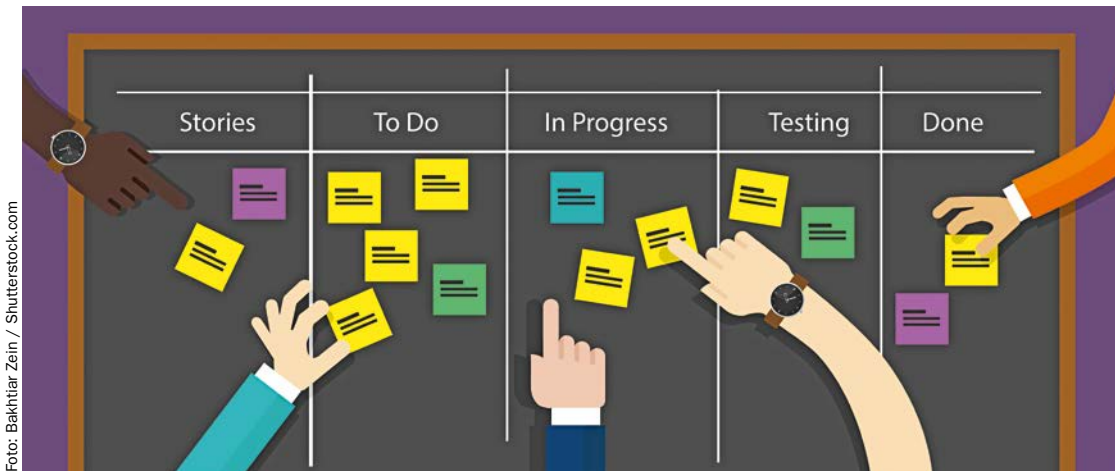 Stories
To Do
In Progress
Testing
Done
Foto: Bakhtiar Zein / Shutterstock.com